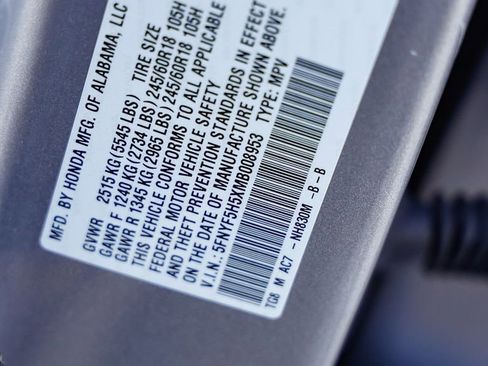 MFD. BY HONDA MFG. OF ALABAMA, LLC
GVWR 2515 KG (5545 LBS) TIRE SIZE
GAWR F 1240 KG (2734 LBS) 245/60R18 105H
GAWR R 1345 KG (2965 LBS) 245/60R18 105H
THIS VEHICLE CONFORMS TO ALL APPLICABLE
FEDERAL MOTOR VEHICLE SAFETY
AND THEFT PREVENTION STANDARDS IN EFFECT
ON THE DATE OF MANUFACTURE SHOWN ABOVE.
V.I.N.: 5FNYF5H5XMB008953 TYPE: MPV
TG8 M AC7 - NH830M -B -B